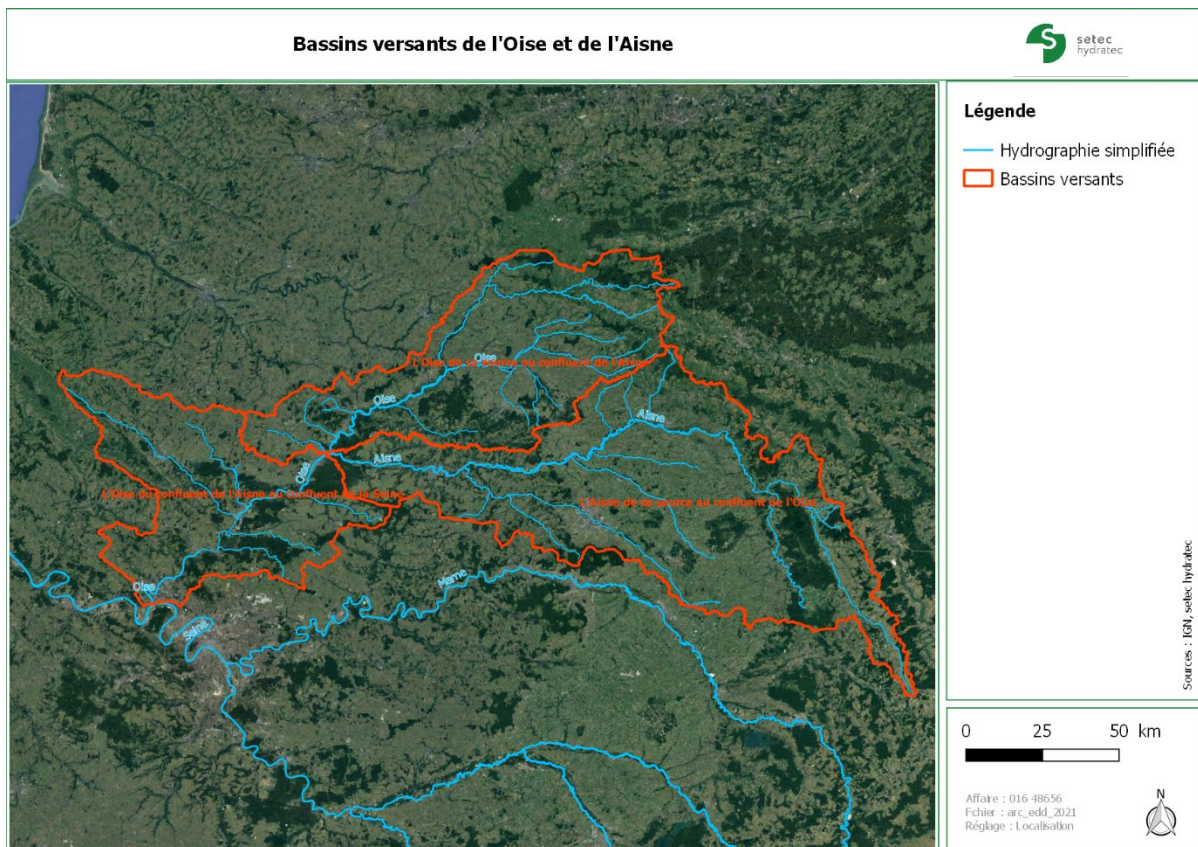 Bassins versants de l'Oise et de l'Aisne
setec
hydratec
Légende
Hydrographie simplifiée
Bassins versants
Oise
L'Oise de sa source au confluent de l'Aisne
Oise
Aisne
Aisne
Oise
L'Oise du confluent de l'Aisne au confluent de la Seine
L'Aisne de sa source au confluent de l'Oise
Marne
Oise
Seine
Sources : IGN, setec hydratec
0 25 50 km
Affaire : 016 48656
Fchier : arc_edd_2021
Réglage : Localisation
N